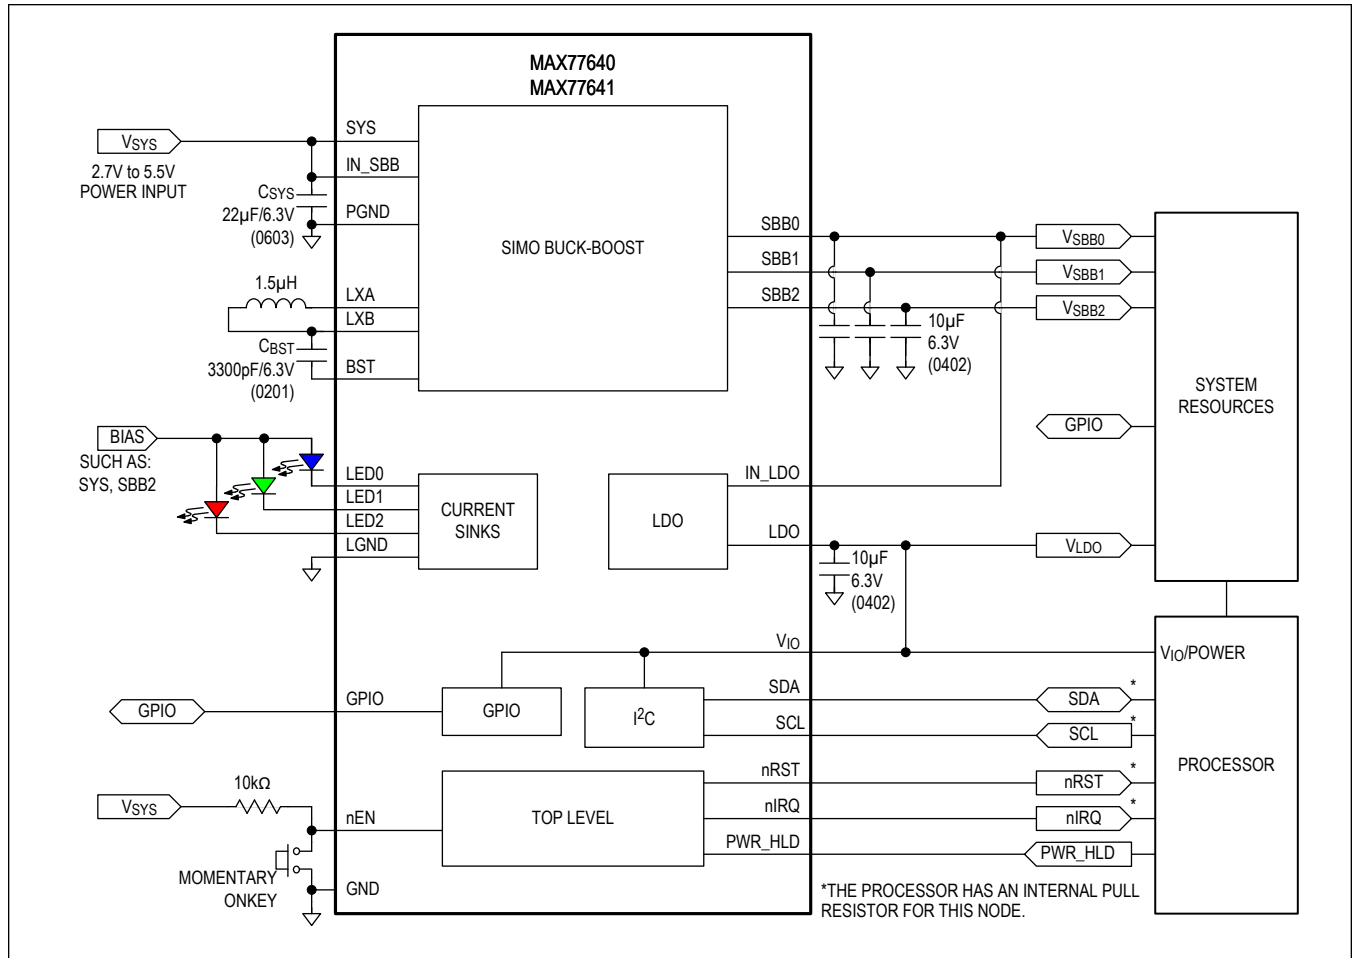 MAX77640
MAX77641
VSYS
2.7V to 5.5V
POWER INPUT
SYS
IN_SBB
CSYS
22µF/6.3V
(0603)
PGND
SIMO BUCK-BOOST
SBB0
SBB1
SBB2
VSBB0
VSBB1
VSBB2
10µF
6.3V
(0402)
1.5µH
LXA
LXB
CBST
3300pF/6.3V
(0201)
BST
SYSTEM
RESOURCES
GPIO
BIAS
SUCH AS:
SYS, SBB2
LED0
LED1
LED2
LGND
CURRENT
SINKS
LDO
IN_LDO
LDO
VLDO
10µF
6.3V
(0402)
VIO
VIO/POWER
GPIO
GPIO
GPIO
I2C
SDA
SCL
SDA
*
SCL
*
PROCESSOR
VSYS
10kΩ
nEN
TOP LEVEL
nRST
nIRQ
PWR_HLD
nRST
*
nIRQ
*
PWR_HLD
MOMENTARY
ONKEY
GND
*THE PROCESSOR HAS AN INTERNAL PULL
RESISTOR FOR THIS NODE.